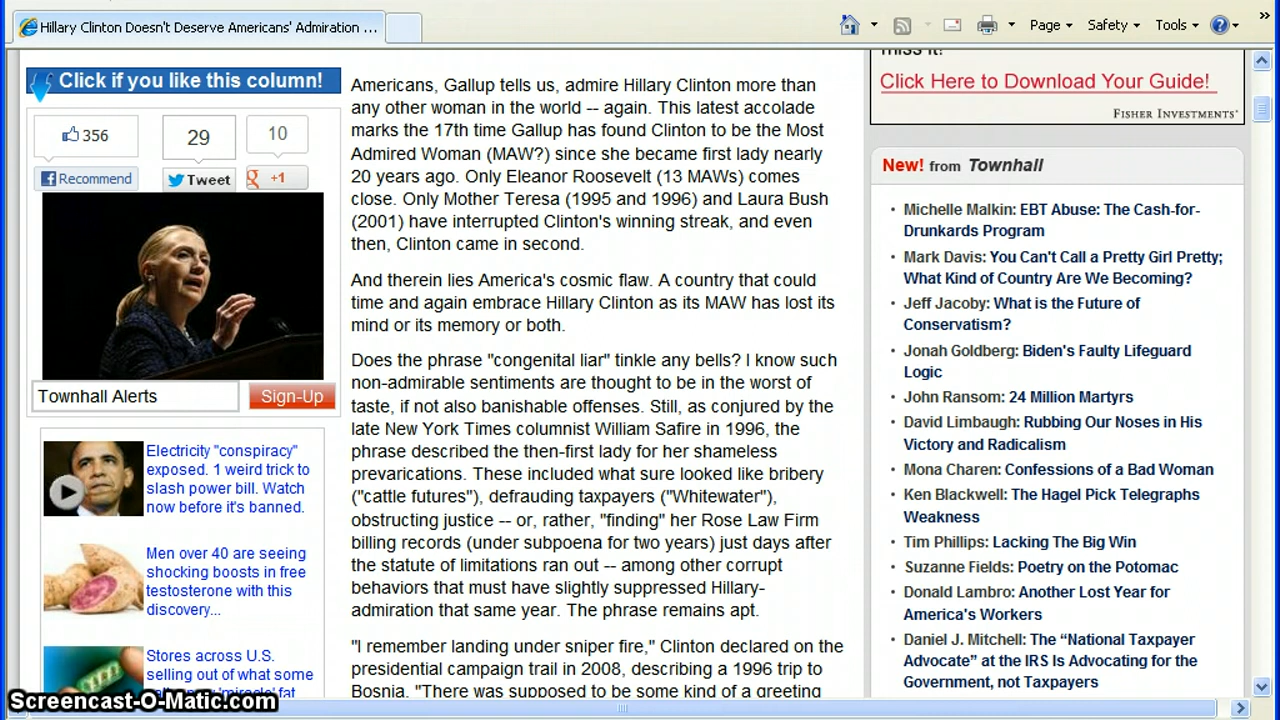 Hillary Clinton Doesn't Deserve Americans' Admiration ...
Page
Safety
Tools
Click if you like this column!
356
29
10
Recommend
Tweet
+1
Townhall Alerts
Sign-Up
Electricity "conspiracy"
exposed. 1 weird trick to
slash power bill. Watch
now before it's banned.
Men over 40 are seeing
shocking boosts in free
testosterone with this
discovery...
Stores across U.S.
selling out of what some
Americans, Gallup tells us, admire Hillary Clinton more than
any other woman in the world -- again. This latest accolade
marks the 17th time Gallup has found Clinton to be the Most
Admired Woman (MAW?) since she became first lady nearly
20 years ago. Only Eleanor Roosevelt (13 MAWs) comes
close. Only Mother Teresa (1995 and 1996) and Laura Bush
(2001) have interrupted Clinton's winning streak, and even
then, Clinton came in second.
And therein lies America's cosmic flaw. A country that could
time and again embrace Hillary Clinton as its MAW has lost its
mind or its memory or both.
Does the phrase "congenital liar" tinkle any bells? I know such
non-admirable sentiments are thought to be in the worst of
taste, if not also banishable offenses. Still, as conjured by the
late New York Times columnist William Safire in 1996, the
phrase described the then-first lady for her shameless
prevarications. These included what sure looked like bribery
("cattle futures"), defrauding taxpayers ("Whitewater"),
obstructing justice -- or, rather, "finding" her Rose Law Firm
billing records (under subpoena for two years) just days after
the statute of limitations ran out -- among other corrupt
behaviors that must have slightly suppressed Hillary-
admiration that same year. The phrase remains apt.
"I remember landing under sniper fire," Clinton declared on the
presidential campaign trail in 2008, describing a 1996 trip to
Bosnia. "There was supposed to be some kind of a greeting
miss it!
Click Here to Download Your Guide!
FISHER INVESTMENTS
New! from Townhall
Michelle Malkin: EBT Abuse: The Cash-for-
Drunkards Program
Mark Davis: You Can't Call a Pretty Girl Pretty;
What Kind of Country Are We Becoming?
Jeff Jacoby: What is the Future of
Conservatism?
Jonah Goldberg: Biden's Faulty Lifeguard
Logic
John Ransom: 24 Million Martyrs
David Limbaugh: Rubbing Our Noses in His
Victory and Radicalism
Mona Charen: Confessions of a Bad Woman
Ken Blackwell: The Hagel Pick Telegraphs
Weakness
Tim Phillips: Lacking The Big Win
Suzanne Fields: Poetry on the Potomac
Donald Lambro: Another Lost Year for
America's Workers
Daniel J. Mitchell: The “National Taxpayer
Advocate” at the IRS Is Advocating for the
Government, not Taxpayers
Screencast-O-Matic.com